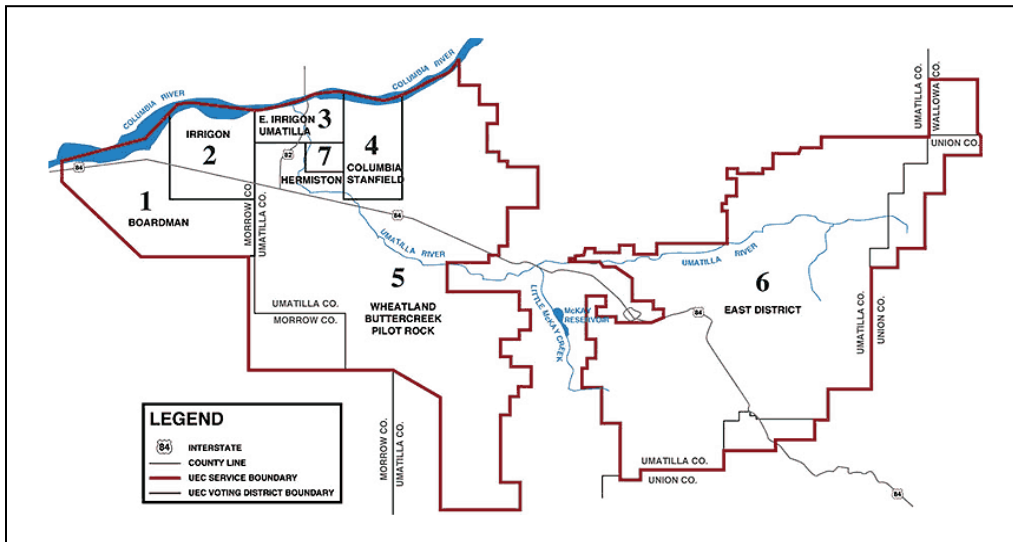 COLUMBIA RIVER
COLUMBIA RIVER
COLUMBIA RIVER
UMATILLA CO.
WALLOWA CO.
UNION CO.
IRRIGON
2
E. IRRIGON
UMATILLA
3
82
7
HERMISTON
4
COLUMBIA
STANFIELD
84
1
BOARDMAN
MORROW CO.
UMATILLA CO.
84
UMATILLA RIVER
UMATILLA RIVER
5
WHEATLAND
BUTTERCREEK
PILOT ROCK
6
EAST DISTRICT
UMATILLA CO.
MORROW CO.
LITTLE McKAY CREEK
McKAY
RESERVOIR
84
UMATILLA CO.
UNION CO.
MORROW CO.
UMATILLA CO.
UMATILLA CO.
UNION CO.
84
LEGEND
84 INTERSTATE
COUNTY LINE
UEC SERVICE BOUNDARY
UEC VOTING DISTRICT BOUNDARY